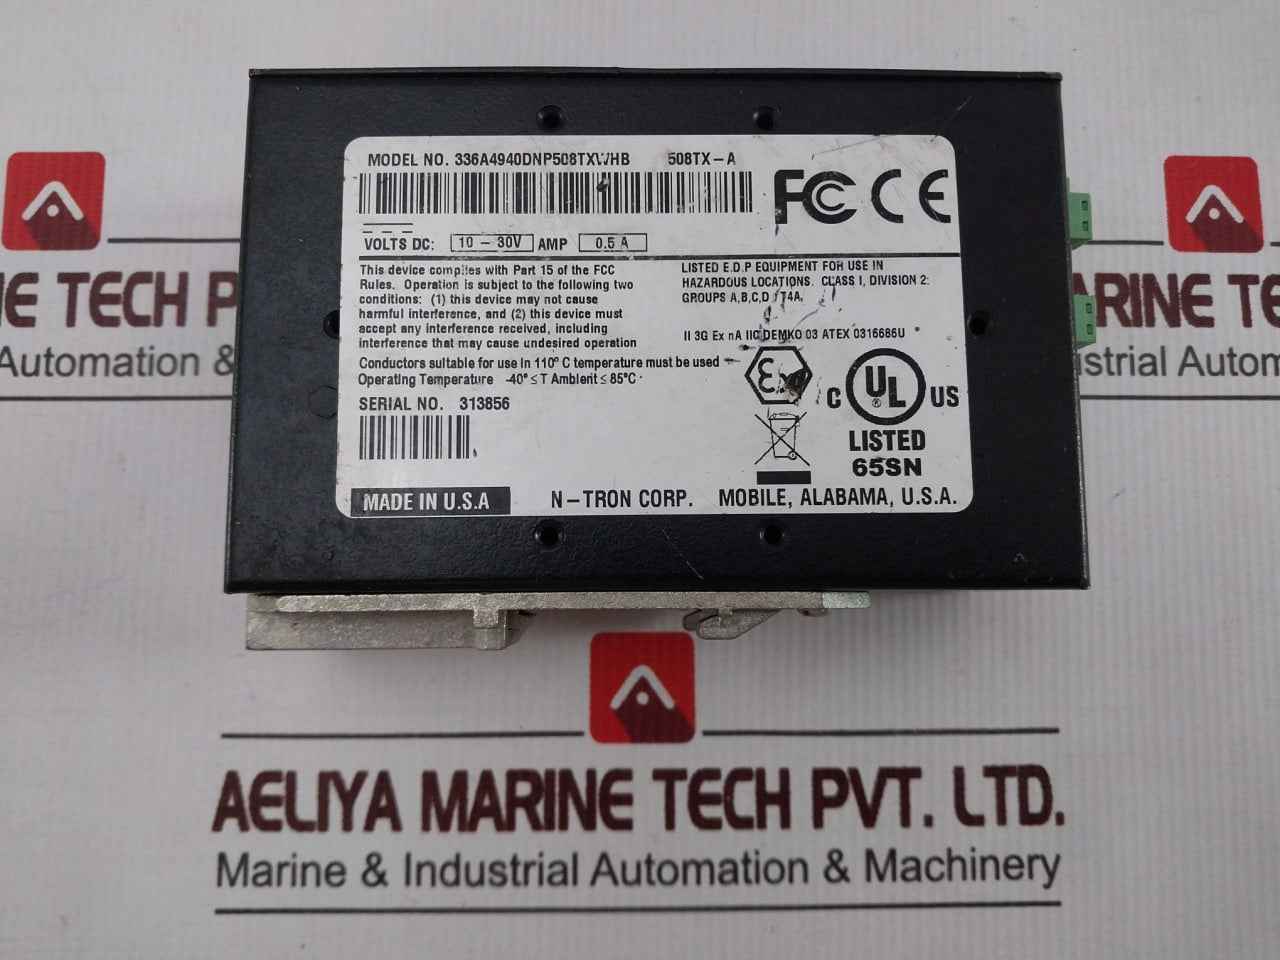 MODEL NO. 336A4940DNP508TXWHB 508TX-A
FCC CE
VOLTS DC: 10 - 30V AMP 0.5 A
This device complies with Part 15 of the FCC
Rules. Operation is subject to the following two
conditions: (1) this device may not cause
harmful interference, and (2) this device must
accept any interference received, including
interference that may cause undesired operation
LISTED E.D.P EQUIPMENT FOR USE IN
HAZARDOUS LOCATIONS. CLASS I, DIVISION 2:
GROUPS A,B,C,D / T4A.
II 3G Ex nA IIC DEMKO 03 ATEX 0316686U
Conductors suitable for use in 110° C temperature must be used
Operating Temperature -40° ≤ T Ambient ≤ 85°C
Ex
C UL ® US
LISTED
65SN
SERIAL NO. 313856
MADE IN U.S.A
N-TRON CORP. MOBILE, ALABAMA, U.S.A.
NE TECH P
Automation &
ARINE TE
strial Autom
AELIYA MARINE TECH PVT. LTD.
Marine & Industrial Automation & Machinery